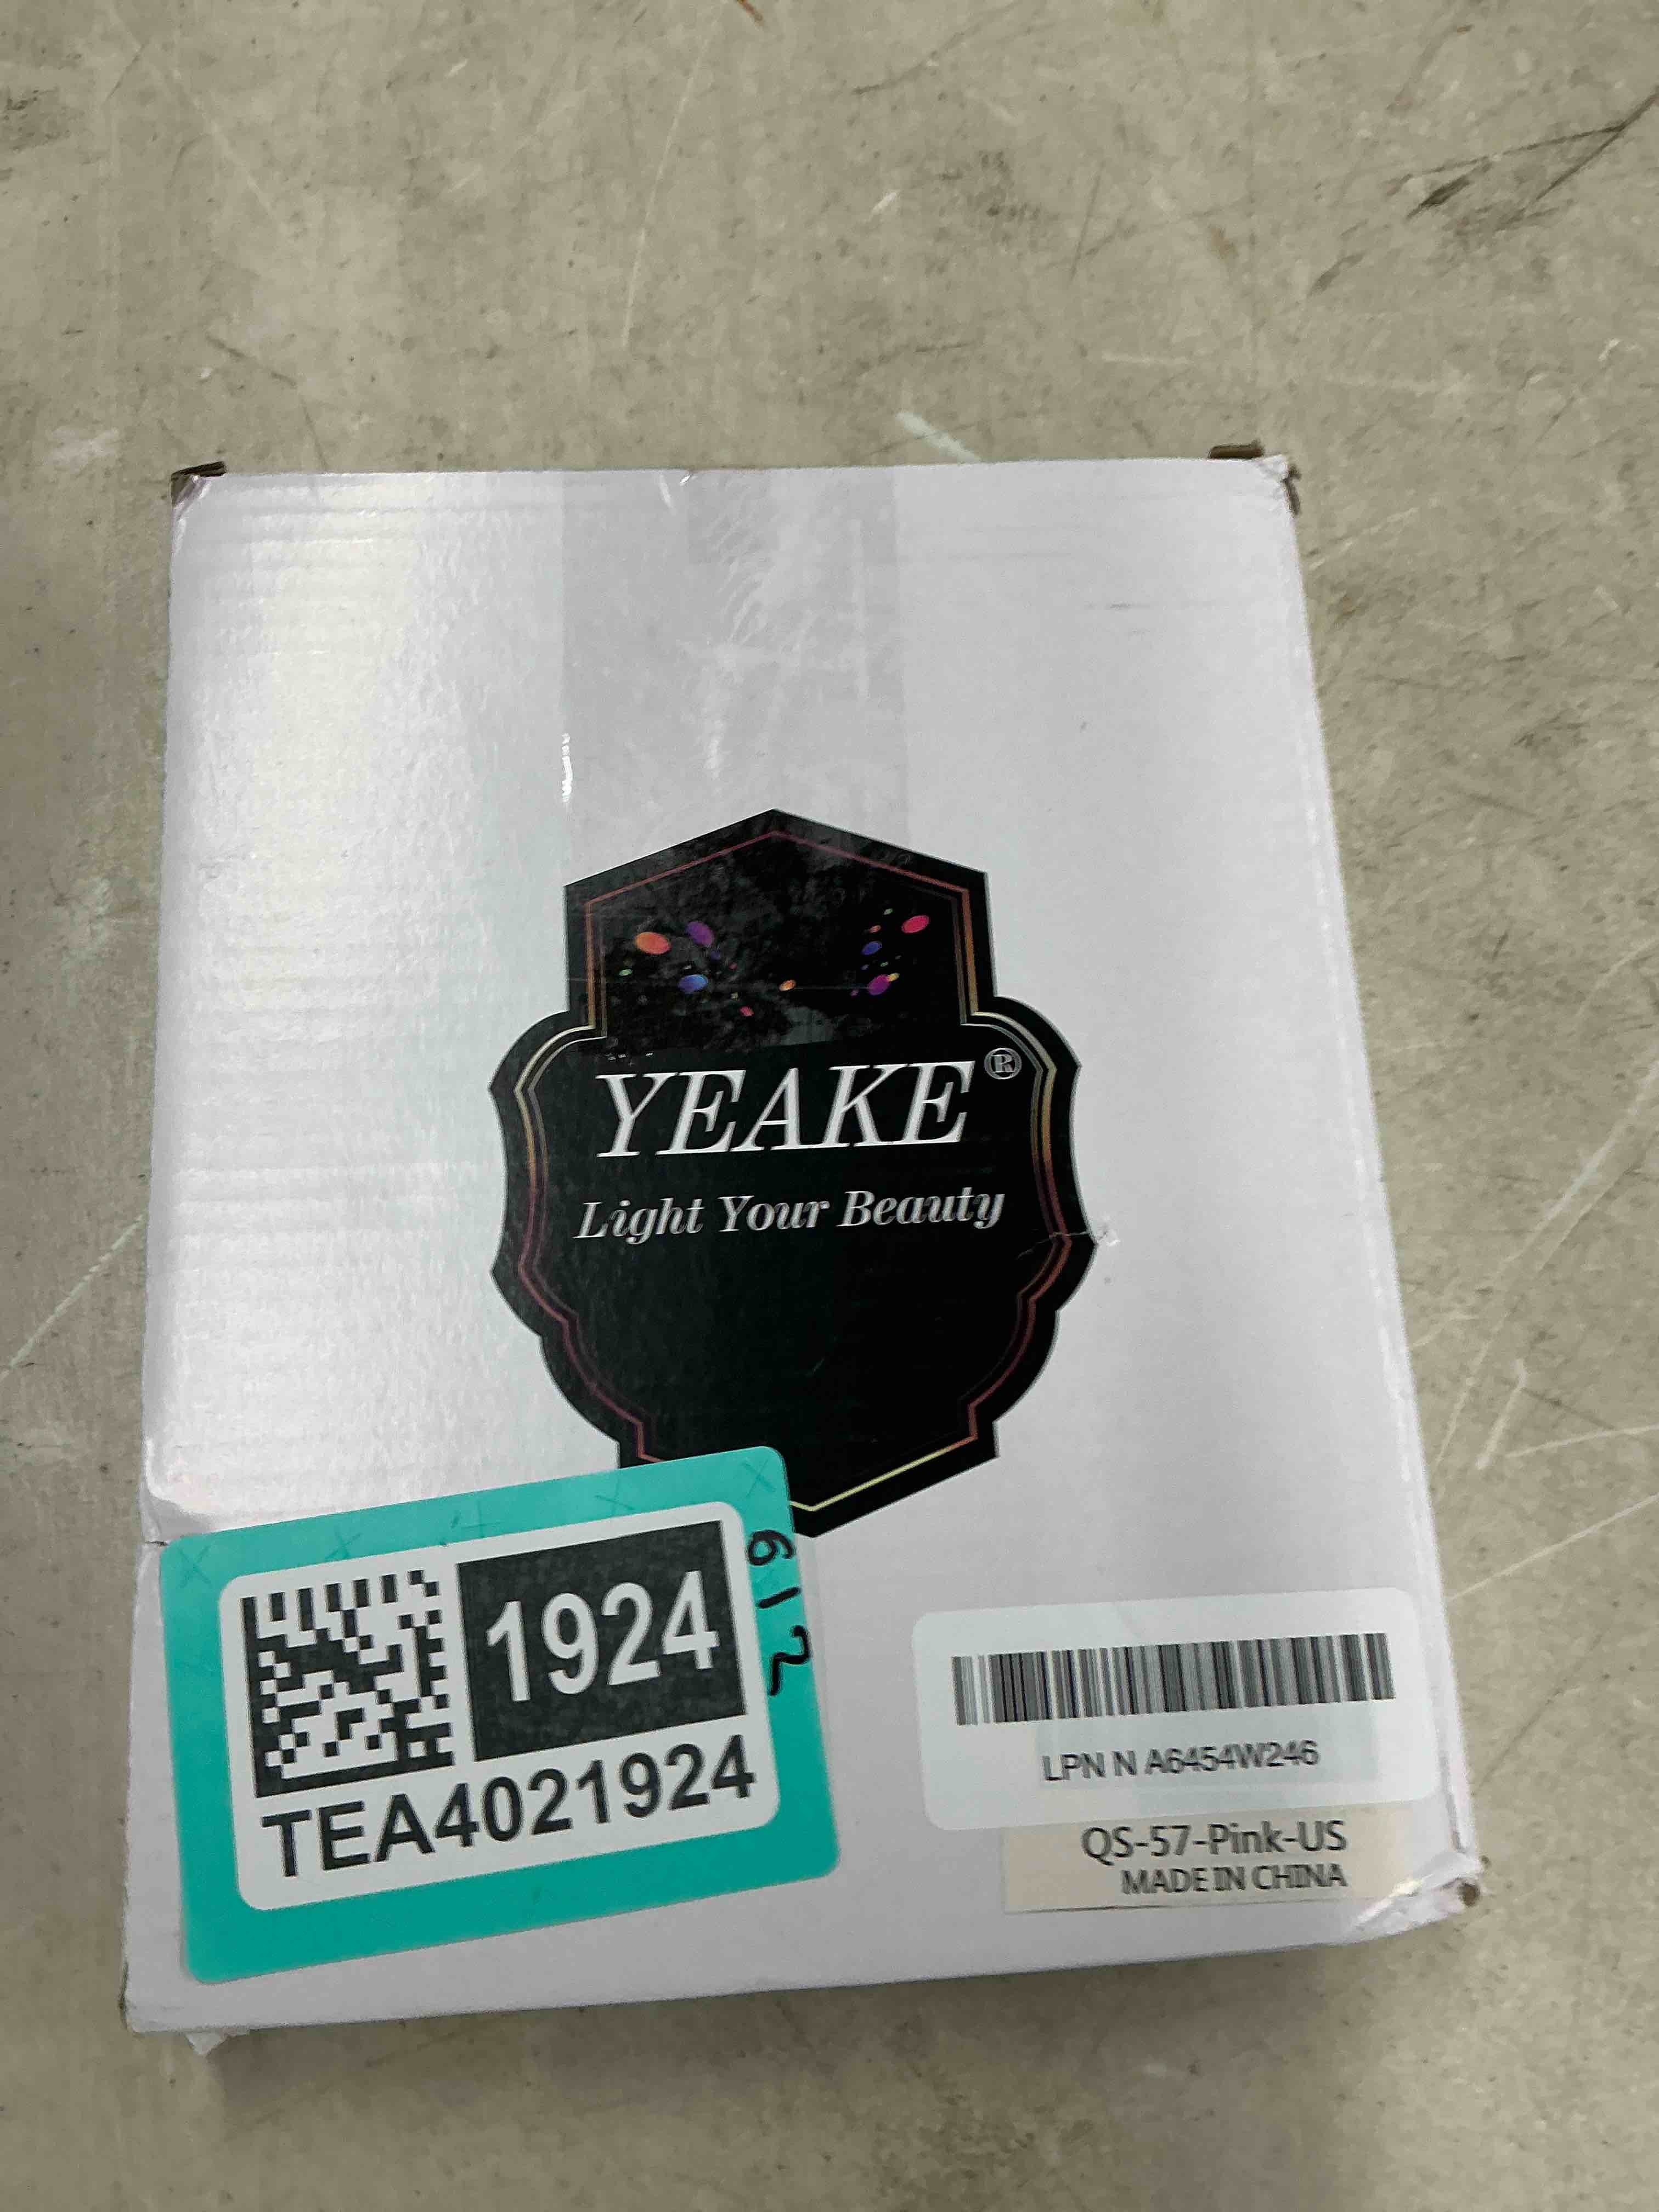 YEAKE®
Light Your Beauty
612
1924
TEA4021924
LPN N A6454W246
QS-57-Pink-US
MADE IN CHINA